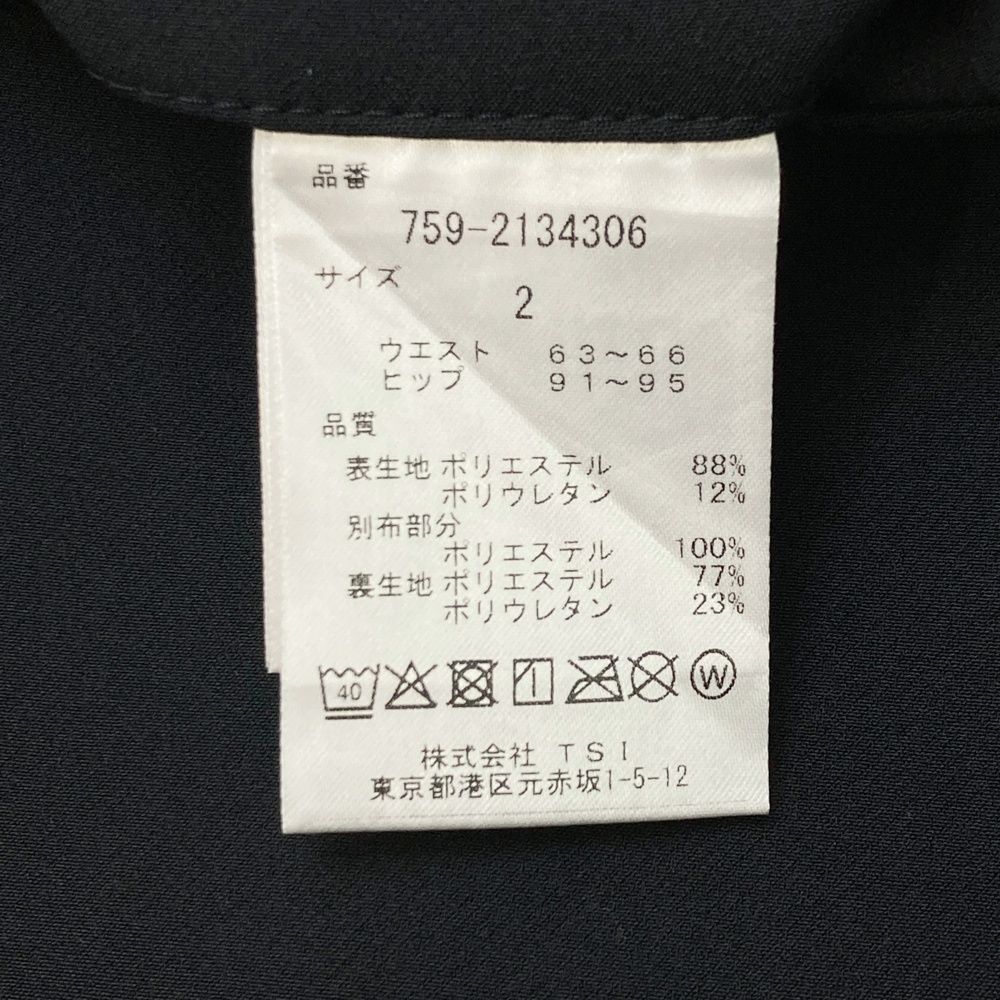 品番
759-2134306
サイズ
2
ウエスト 63～66
ヒップ 91～95
品質
表生地 ポリエステル 88%
ポリウレタン 12%
別布部分
ポリエステル 100%
裏生地 ポリエステル 77%
ポリウレタン 23%
40 W
株式会社 TSI
東京都港区元赤坂1-5-12